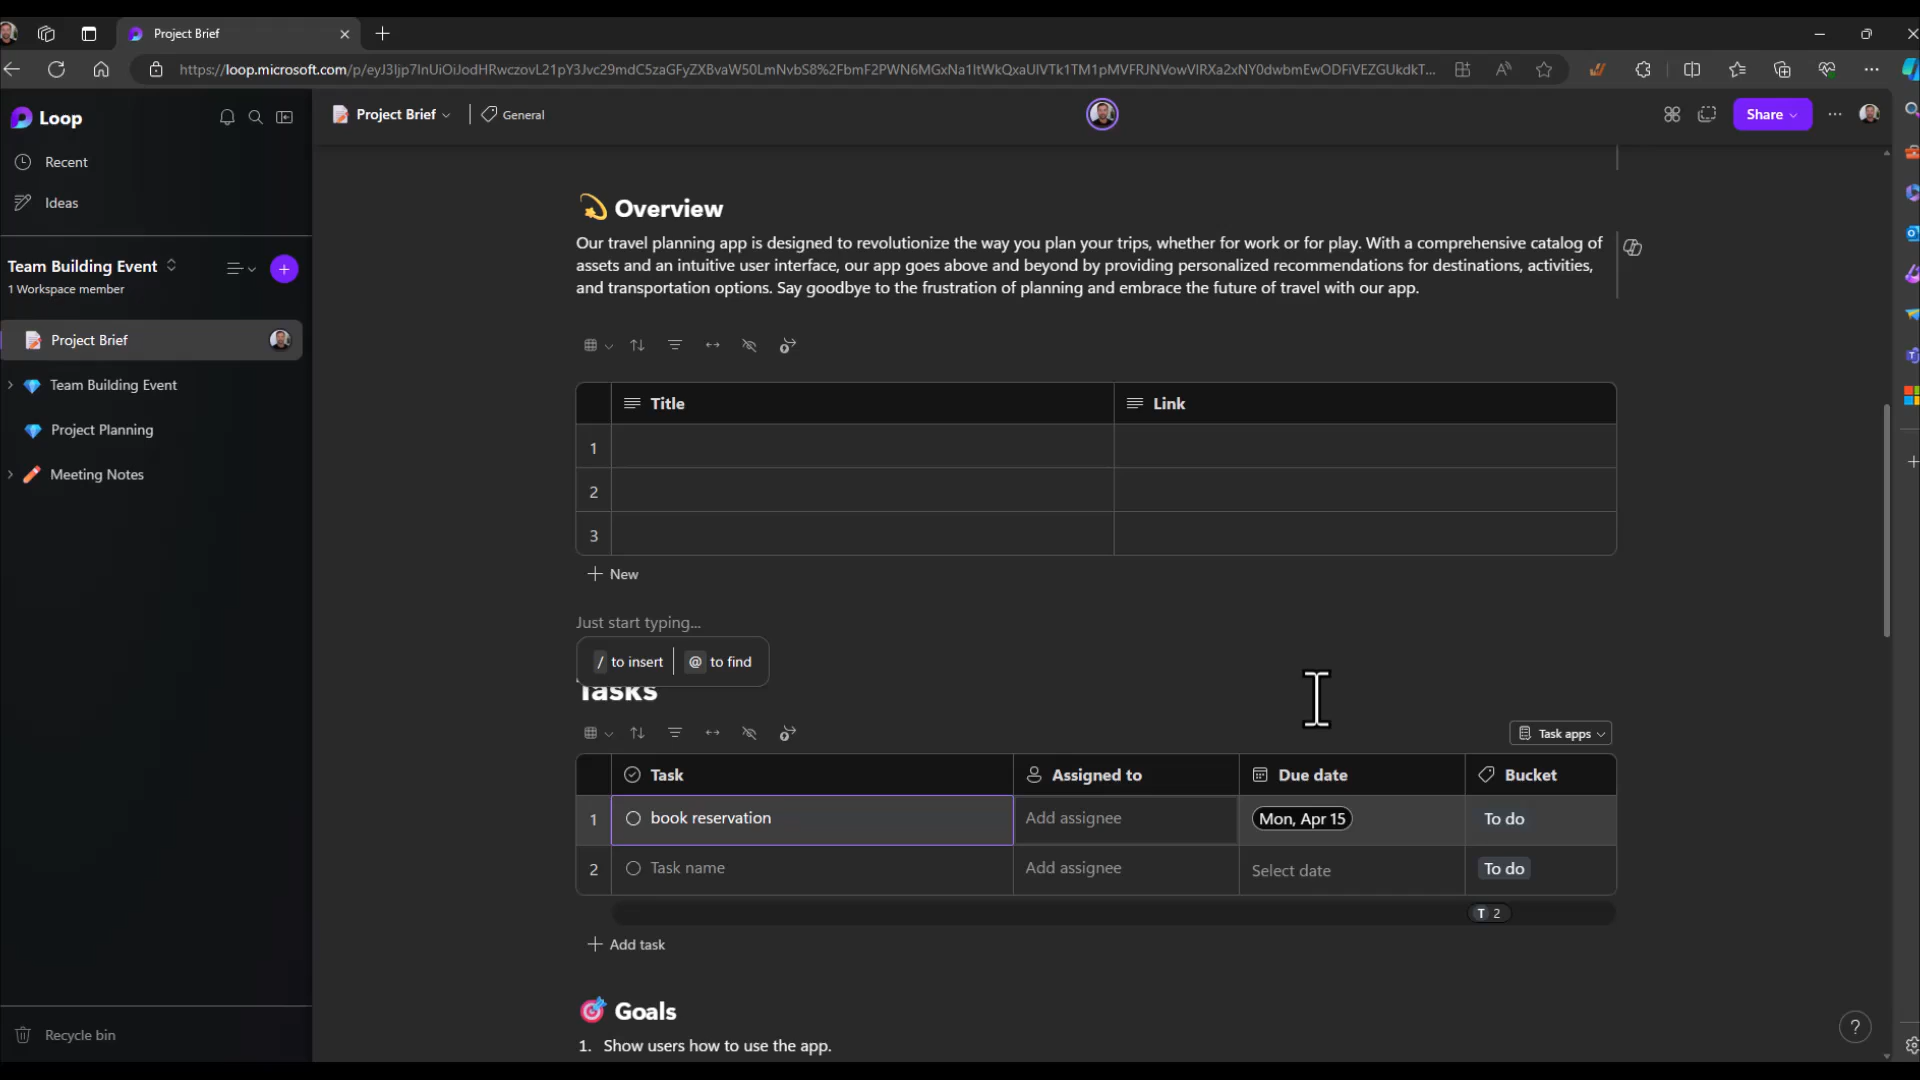 Project Brief
https://loop.microsoft.com/p/
Loop
Project Brief
General
Share
Recent
Ideas
Team Building Event
1 Workspace member
Project Brief
Team Building Event
Project Planning
Meeting Notes
Recycle bin
Overview
Our travel planning app is designed to revolutionize the way you plan your trips, whether for work or for play. With a comprehensive catalog of
assets and an intuitive user interface, our app goes above and beyond by providing personalized recommendations for destinations, activities,
and transportation options. Say goodbye to the frustration of planning and embrace the future of travel with our app.
Title Link
1
2
3
+ New
Just start typing...
/ to insert @ to find
Tasks
Task apps
Task Assigned to Due date Bucket
1 book reservation Add assignee Mon, Apr 15 To do
2 Task name Add assignee Select date To do
T 2
+ Add task
Goals
1. Show users how to use the app.
?